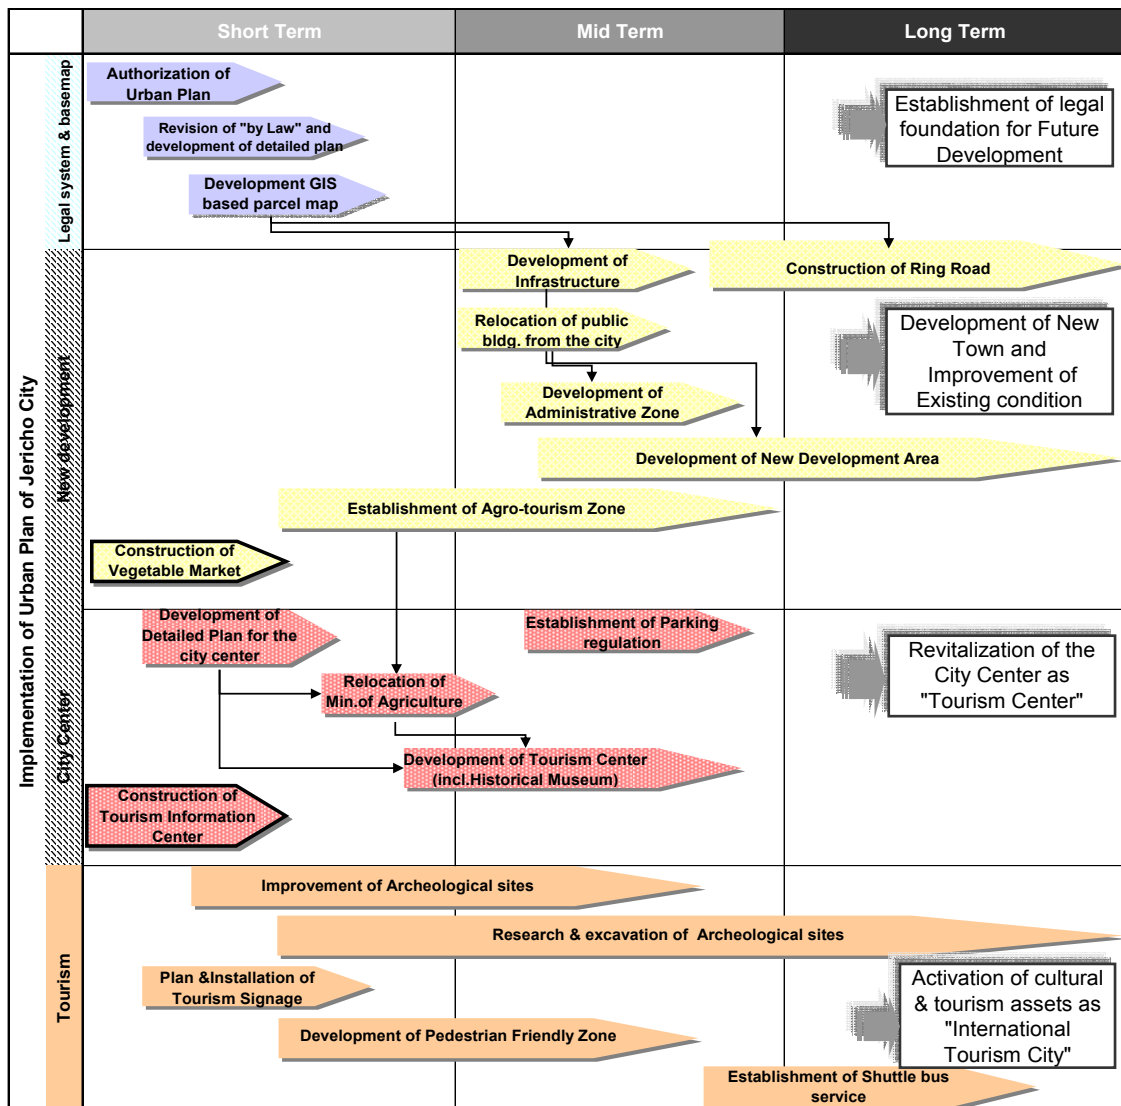 Short Term
Mid Term
Long Term
Implementation of Urban Plan of Jericho City
Legal system & basemap
Authorization of
Urban Plan
Revision of "by Law" and
development of detailed plan
Development GIS
based parcel map
Establishment of legal
foundation for Future
Development
New development
Development of
Infrastructure
Construction of Ring Road
Relocation of public
bldg. from the city
Development of
Administrative Zone
Development of New
Town and
Improvement of
Existing condition
Development of New Development Area
Establishment of Agro-tourism Zone
Construction of
Vegetable Market
City Center
Development of
Detailed Plan for the
city center
Establishment of Parking
regulation
Relocation of
Min.of Agriculture
Revitalization of the
City Center as
"Tourism Center"
Development of Tourism Center
(incl.Historical Museum)
Construction of
Tourism Information
Center
Tourism
Improvement of Archeological sites
Research & excavation of  Archeological sites
Plan &Installation of
Tourism Signage
Development of Pedestrian Friendly Zone
Activation of cultural
& tourism assets as
"International
Tourism City"
Establishment of Shuttle bus
service